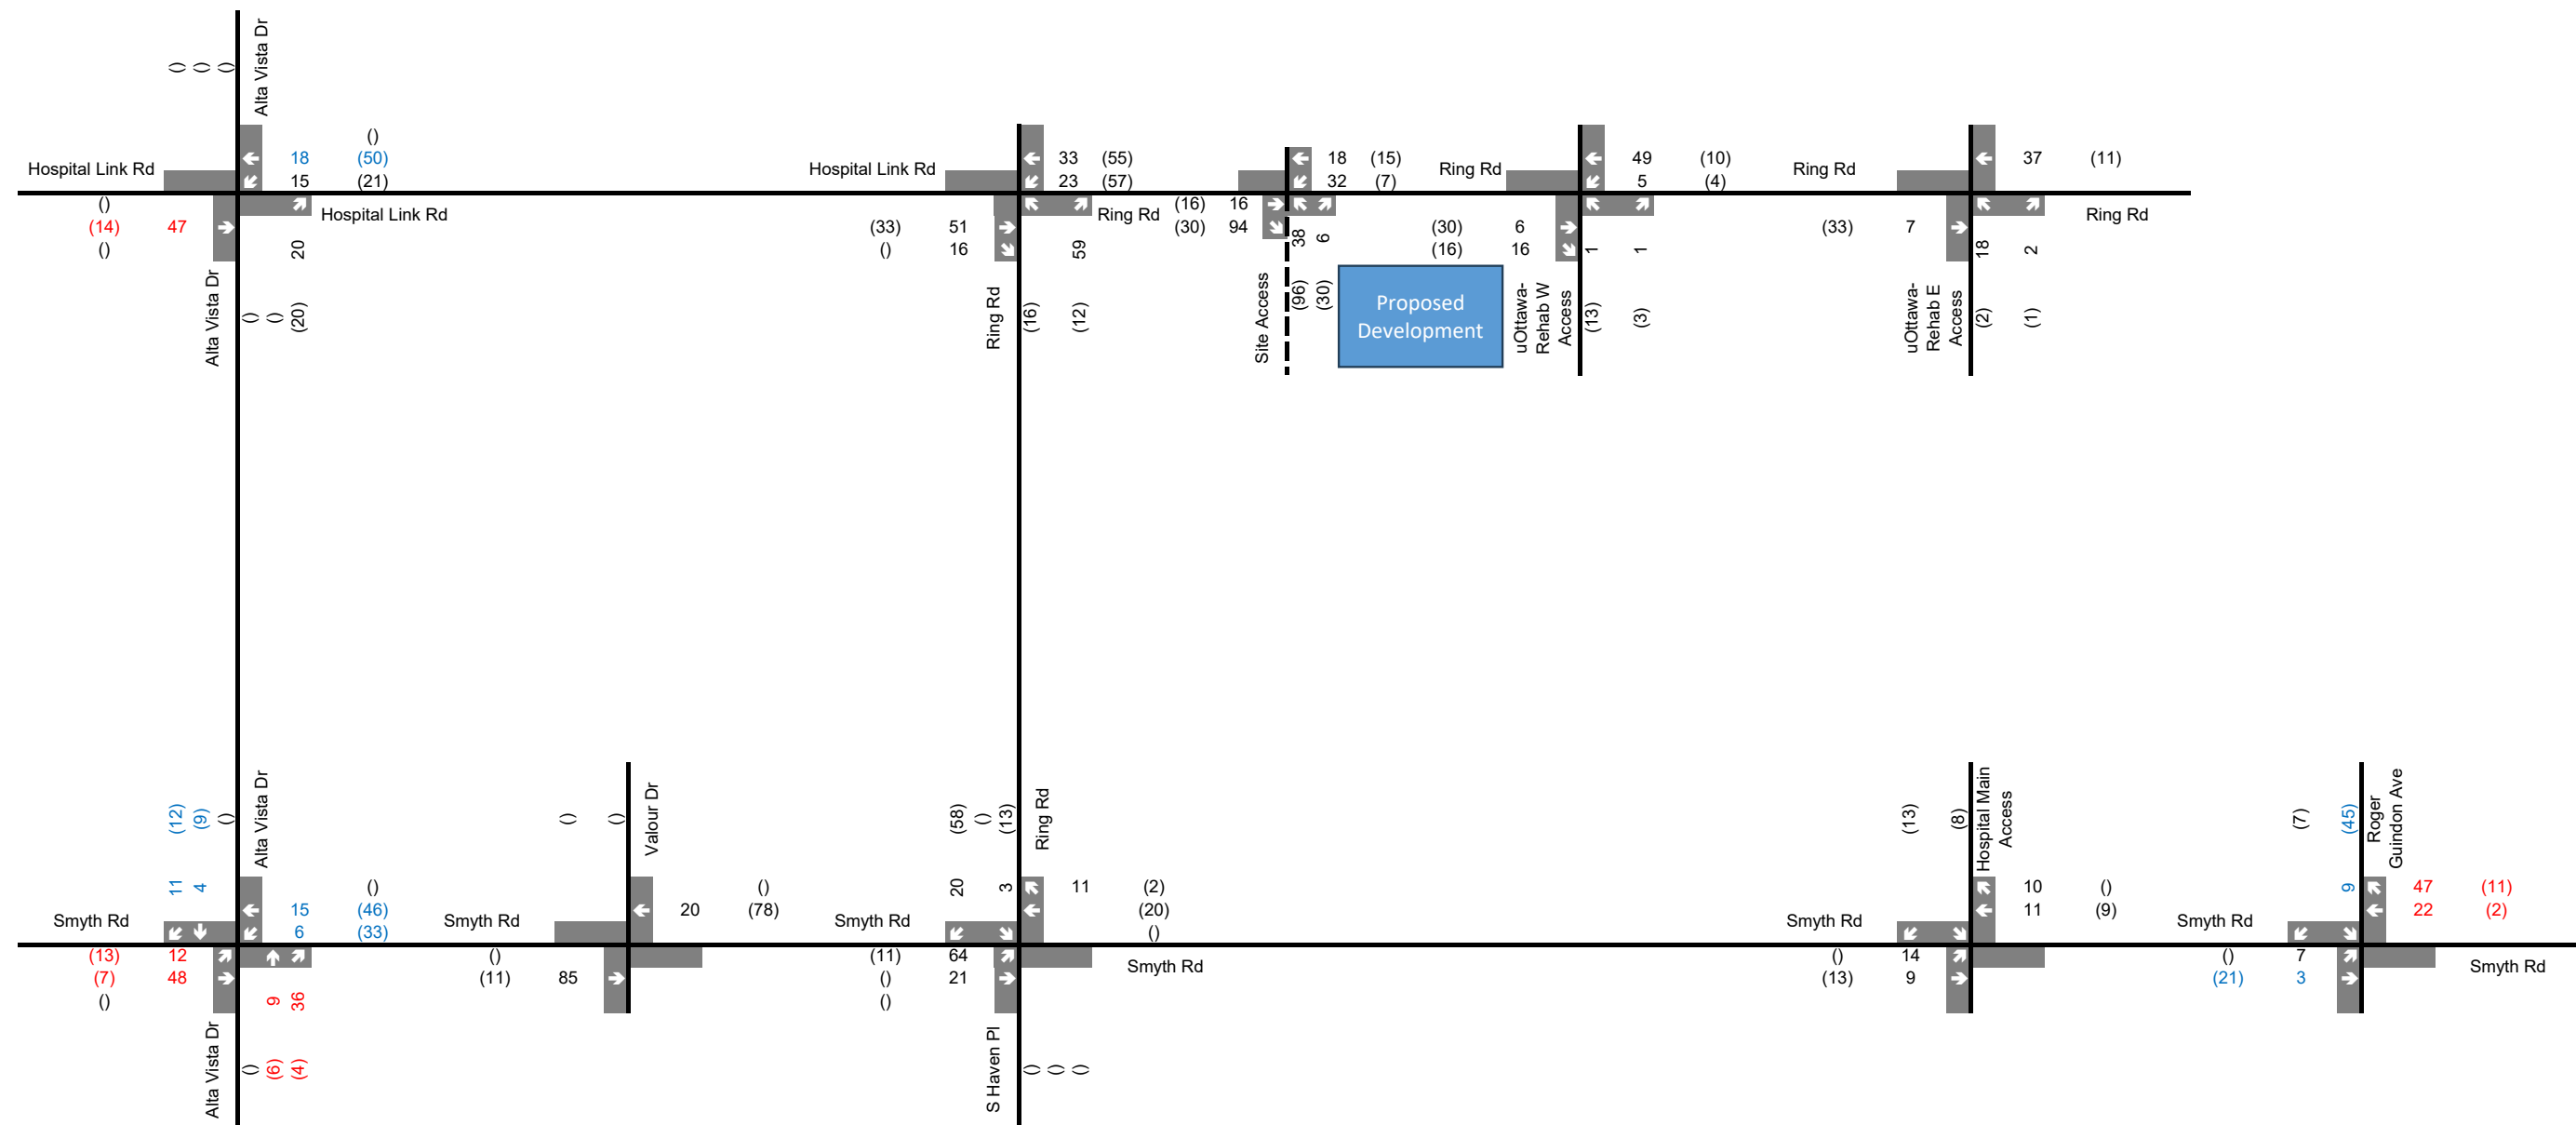 Alta Vista Dr
() () ()
()
18 (50)
15 (21)
Hospital Link Rd
()
(14) 47
()
Hospital Link Rd
20
() () (20)
Alta Vista Dr
Hospital Link Rd
33 (55)
23 (57)
(33) 51
() 16
59
Ring Rd
(16) (12)
Ring Rd
18 (15)
32 (7)
(16) 16
(30) 94
38 6
(96) (30)
Site Access
Proposed
Development
Ring Rd
49 (10)
5 (4)
(30) 6
(16) 16
1 1
(13) (3)
uOttawa-
Rehab W
Access
Ring Rd
37 (11)
(33) 7
18 2
(2) (1)
uOttawa-
Rehab E
Access
Ring Rd
Alta Vista Dr
(12) (9) ()
11 4
()
15 (46)
6 (33)
Smyth Rd
(13) 12
(7) 48
()
9 36
() (6) (4)
Alta Vista Dr
Valour Dr
() ()
()
20 (78)
Smyth Rd
()
(11) 85
Ring Rd
(58) () (13)
20 3
11 (2)
(20)
()
Smyth Rd
(11) 64
() 21
()
Smyth Rd
S Haven Pl
() () ()
Hospital Main
Access
(13) (8)
10 ()
11 (9)
Smyth Rd
() 14
(13) 9
Roger
Guindon Ave
(7) (45)
9
47 (11)
22 (2)
Smyth Rd
() 7
(21) 3
Smyth Rd